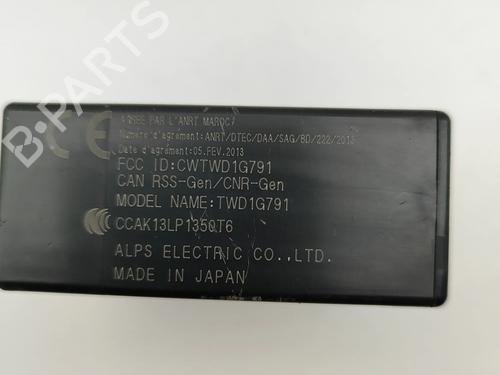 AGREE PAR L'ANRT MAROC/
Numéro d'agrément:ANRT/DTEC/DAA/SAG/BD/222/2013
Date d'agrément:05.FEV.2013
FCC ID:CWTWD1G791
CAN RSS-Gen/CNR-Gen
MODEL NAME:TWD1G791
CCAK13LP1350T6
ALPS ELECTRIC CO.,LTD.
MADE IN JAPAN
B-PARTS